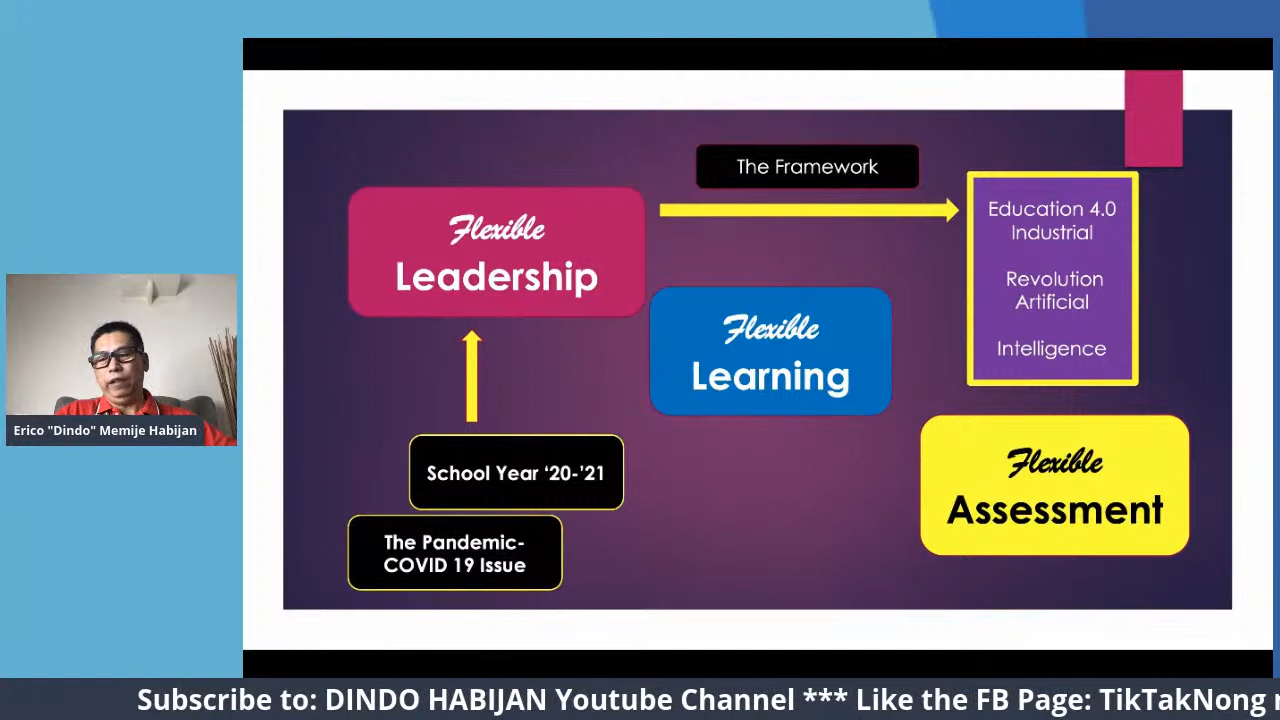 The Framework
Flexible
Leadership
Education 4.0
Industrial
Revolution
Artificial
Intelligence
Flexible
Learning
Flexible
Assessment
School Year ‘20-’21
The Pandemic-
COVID 19 Issue
Erico "Dindo" Memije Habijan
Subscribe to: DINDO HABIJAN Youtube Channel *** Like the FB Page: TikTakNong